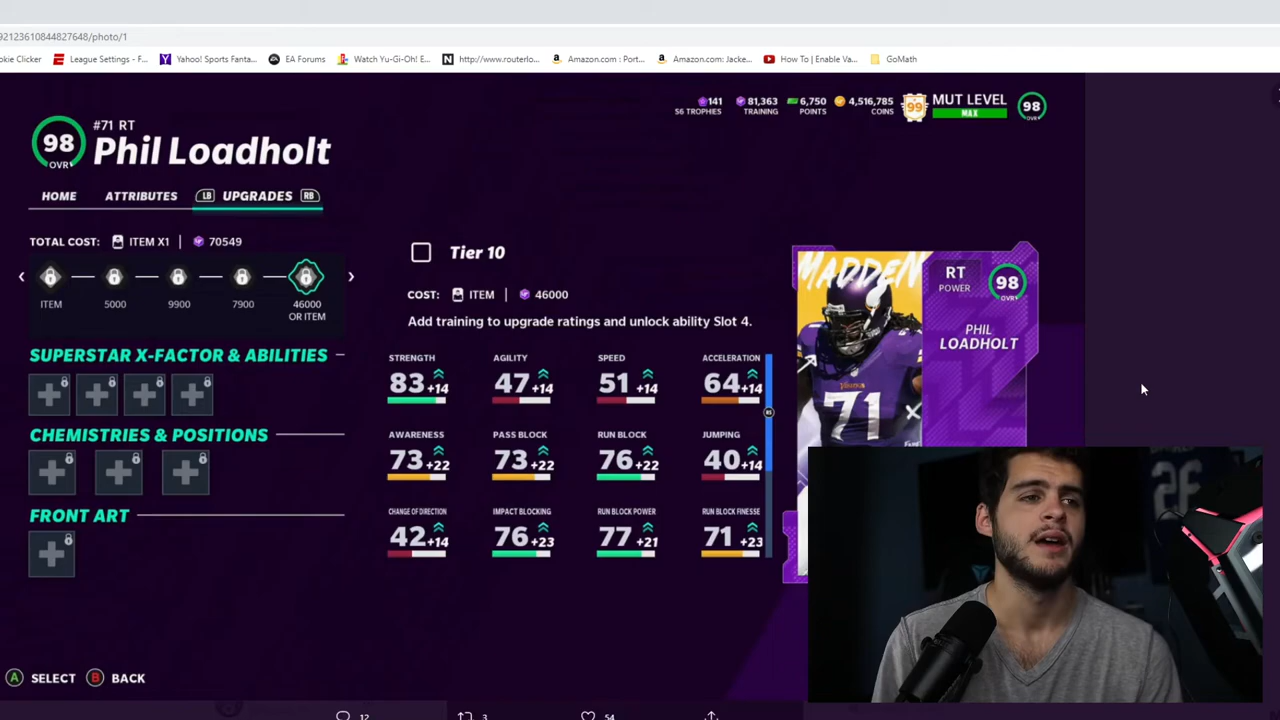 92123610844827648/photo/1
okie Clicker League Settings - F... Yahoo! Sports Fanta... EA Forums Watch Yu-Gi-Oh! E... http://www.routerlo... Amazon.com : Port... Amazon.com: Jacke... How To | Enable Va... GoMath
141 81,363 6,750 4,516,785 99 MUT LEVEL 98
56 TROPHIES TRAINING POINTS COINS MAX
98 OVR
#71 RT
Phil Loadholt
HOME ATTRIBUTES LB UPGRADES RB
TOTAL COST: ITEM X1 | 70549
ITEM 5000 9900 7900 46000
OR ITEM
SUPERSTAR X-FACTOR & ABILITIES
CHEMISTRIES & POSITIONS
FRONT ART
Tier 10
COST: ITEM | 46000
Add training to upgrade ratings and unlock ability Slot 4.
STRENGTH AGILITY SPEED ACCELERATION
83 +14 47 +14 51 +14 64 +14
RS
AWARENESS PASS BLOCK RUN BLOCK JUMPING
73 +22 73 +22 76 +22 40 +14
CHANGE OF DIRECTION IMPACT BLOCKING RUN BLOCK POWER RUN BLOCK FINESSE
42 +14 76 +23 77 +21 71 +23
MADDEN
RT
POWER
98
OVR
PHIL
LOADHOLT
71
26
A SELECT B BACK
12 3 54